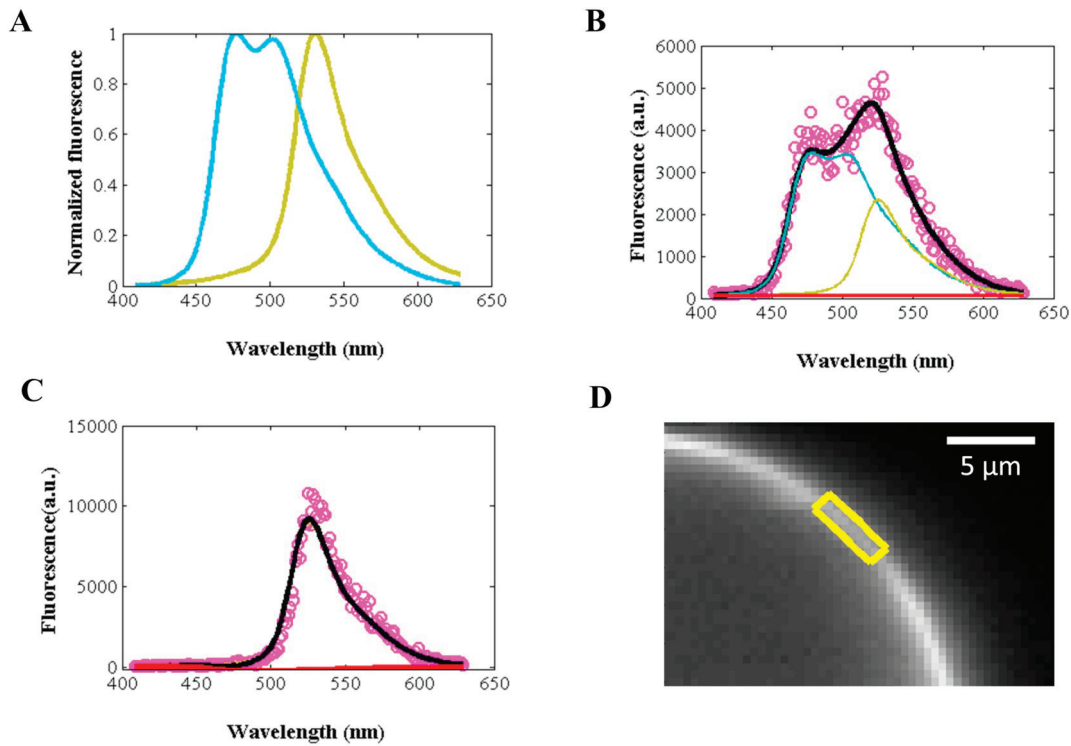 A
Normalized fluorescence
1
0.8
0.6
0.4
0.2
0
400 450 500 550 600 650
Wavelength (nm)
B
Fluorescence (a.u.)
6000
5000
4000
3000
2000
1000
0
400 450 500 550 600 650
Wavelength (nm)
C
Fluorescence(a.u.)
15000
10000
5000
0
400 450 500 550 600 650
Wavelength (nm)
D
5 μm